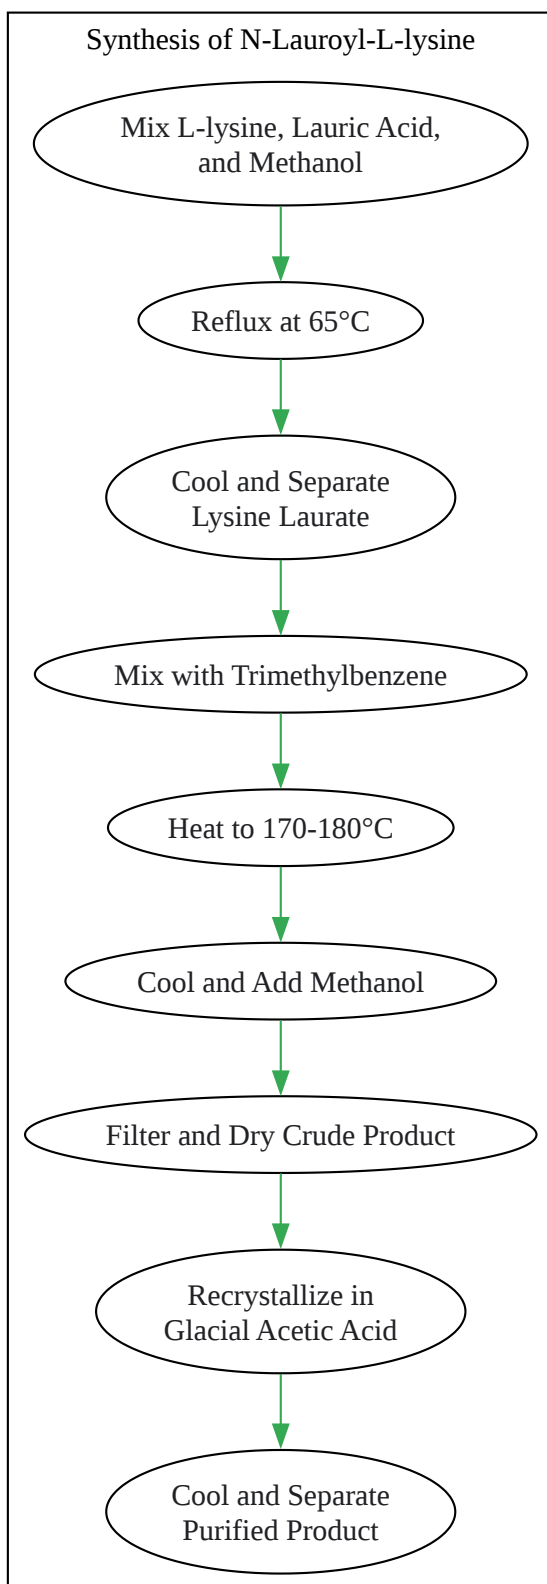 Synthesis of N-Lauroyl-L-lysine
Mix L-lysine, Lauric Acid,
and Methanol
Reflux at 65°C
Cool and Separate
Lysine Laurate
Mix with Trimethylbenzene
Heat to 170-180°C
Cool and Add Methanol
Filter and Dry Crude Product
Recrystallize in
Glacial Acetic Acid
Cool and Separate
Purified Product